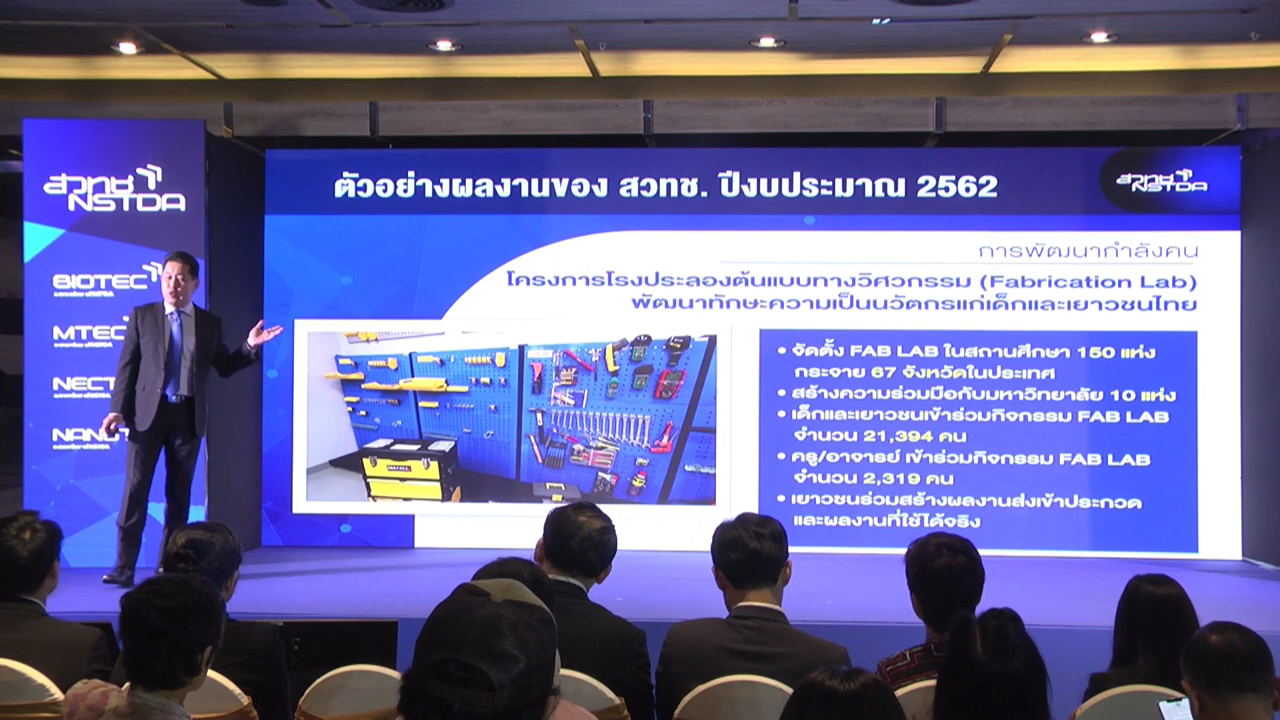 สวทช
NSTDA
BIOTEC
a member of NSTDA
MTEC
a member of NSTDA
NECT
a member of NSTDA
NANOT
a member of NSTDA
ตัวอย่างผลงานของ สวทช. ปีงบประมาณ 2562
สวทช
NSTDA
การพัฒนากำลังคน
โครงการโรงประลองต้นแบบทางวิศวกรรม (Fabrication Lab)
พัฒนาทักษะความเป็นนวัตกรแก่เด็กและเยาวชนไทย
• จัดตั้ง FAB LAB ในสถานศึกษา 150 แห่ง
กระจาย 67 จังหวัดในประเทศ
• สร้างความร่วมมือกับมหาวิทยาลัย 10 แห่ง
• เด็กและเยาวชนเข้าร่วมกิจกรรม FAB LAB
จำนวน 21,394 คน
• ครู/อาจารย์ เข้าร่วมกิจกรรม FAB LAB
จำนวน 2,319 คน
• เยาวชนร่วมสร้างผลงานส่งเข้าประกวด
และผลงานที่ใช้ได้จริง